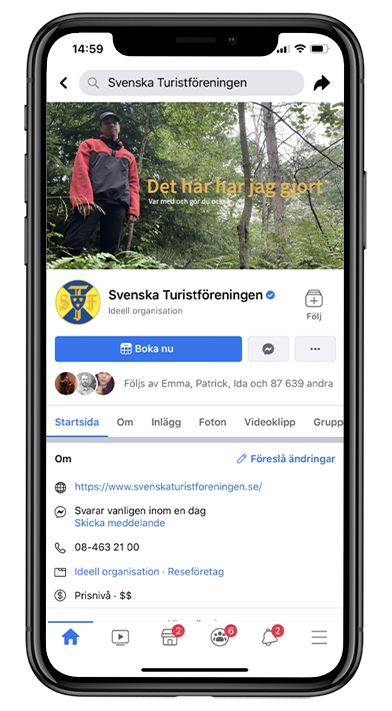 14:59
Svenska Turistföreningen
Det här har jag gjort
Var med och gör du också
Svenska Turistföreningen
Ideell organisation
Följ
Boka nu
Följs av Emma, Patrick, Ida och 87 639 andra
Startsida Om Inlägg Foton Videoklipp Grupp
Om
Föreslå ändringar
https://www.svenskaturistforeningen.se/
Svarar vanligen inom en dag
Skicka meddelande
08-463 21 00
Ideell organisation · Reseföretag
Prisnivå · $$
2 6 2